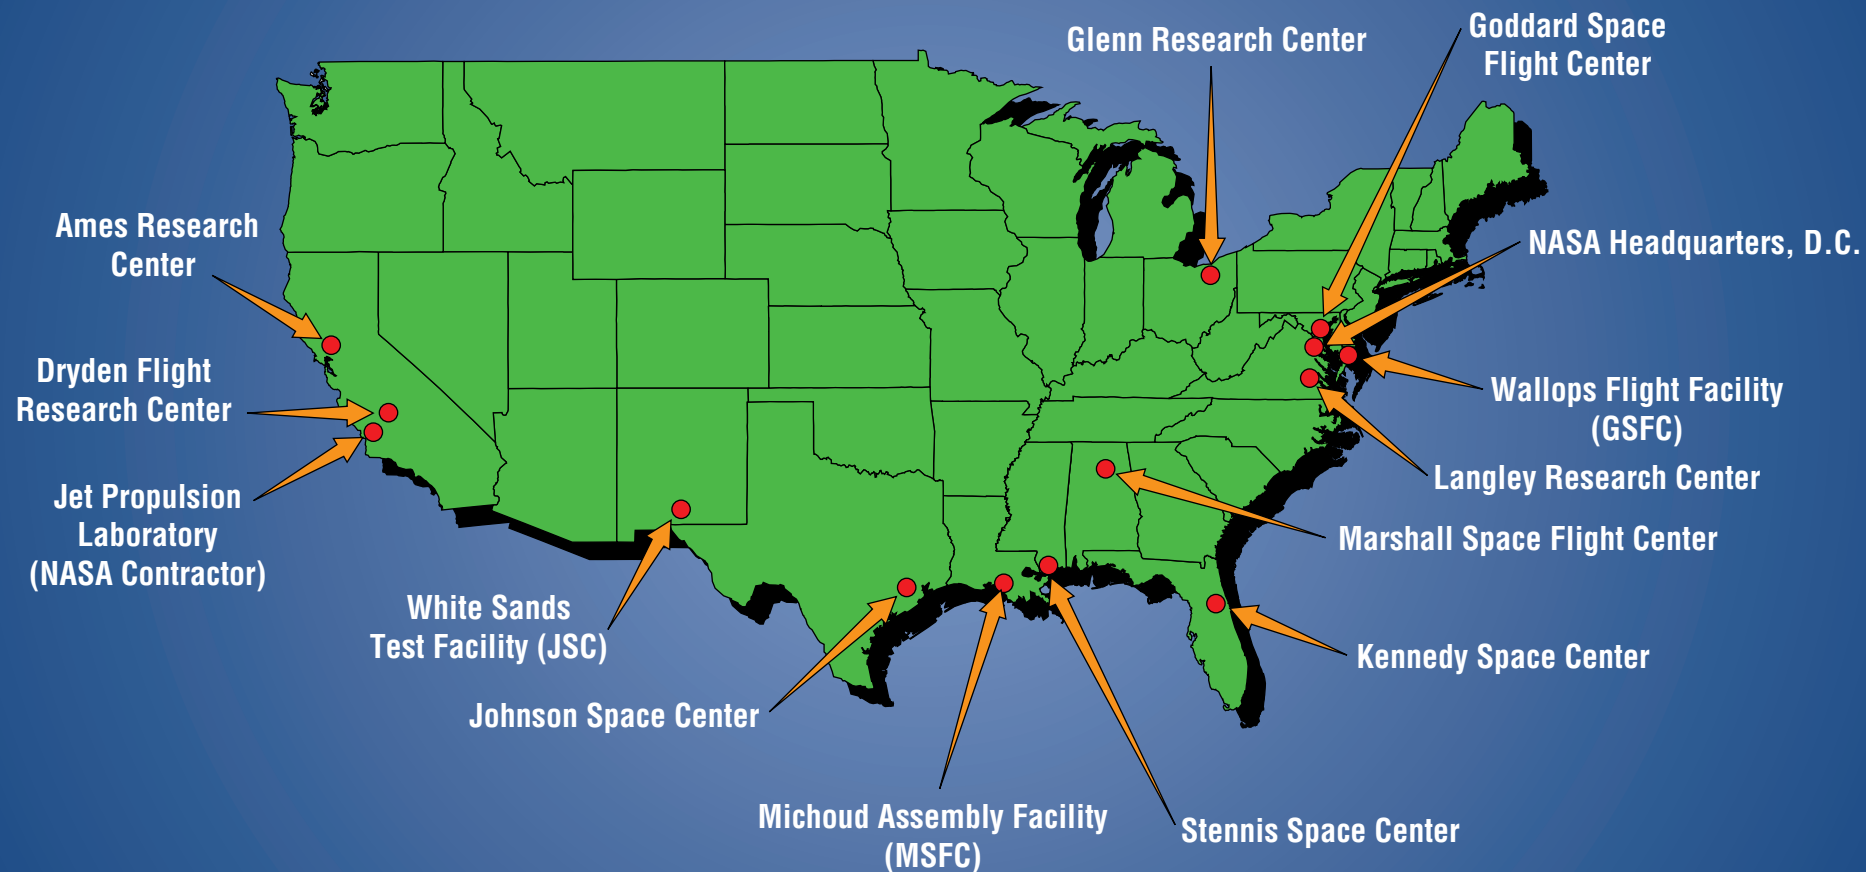 Glenn Research Center
Goddard Space
Flight Center
Ames Research
Center
NASA Headquarters, D.C.
Dryden Flight
Research Center
Wallops Flight Facility
(GSFC)
Jet Propulsion
Laboratory
(NASA Contractor)
Langley Research Center
Marshall Space Flight Center
White Sands
Test Facility (JSC)
Kennedy Space Center
Johnson Space Center
Michoud Assembly Facility
(MSFC)
Stennis Space Center